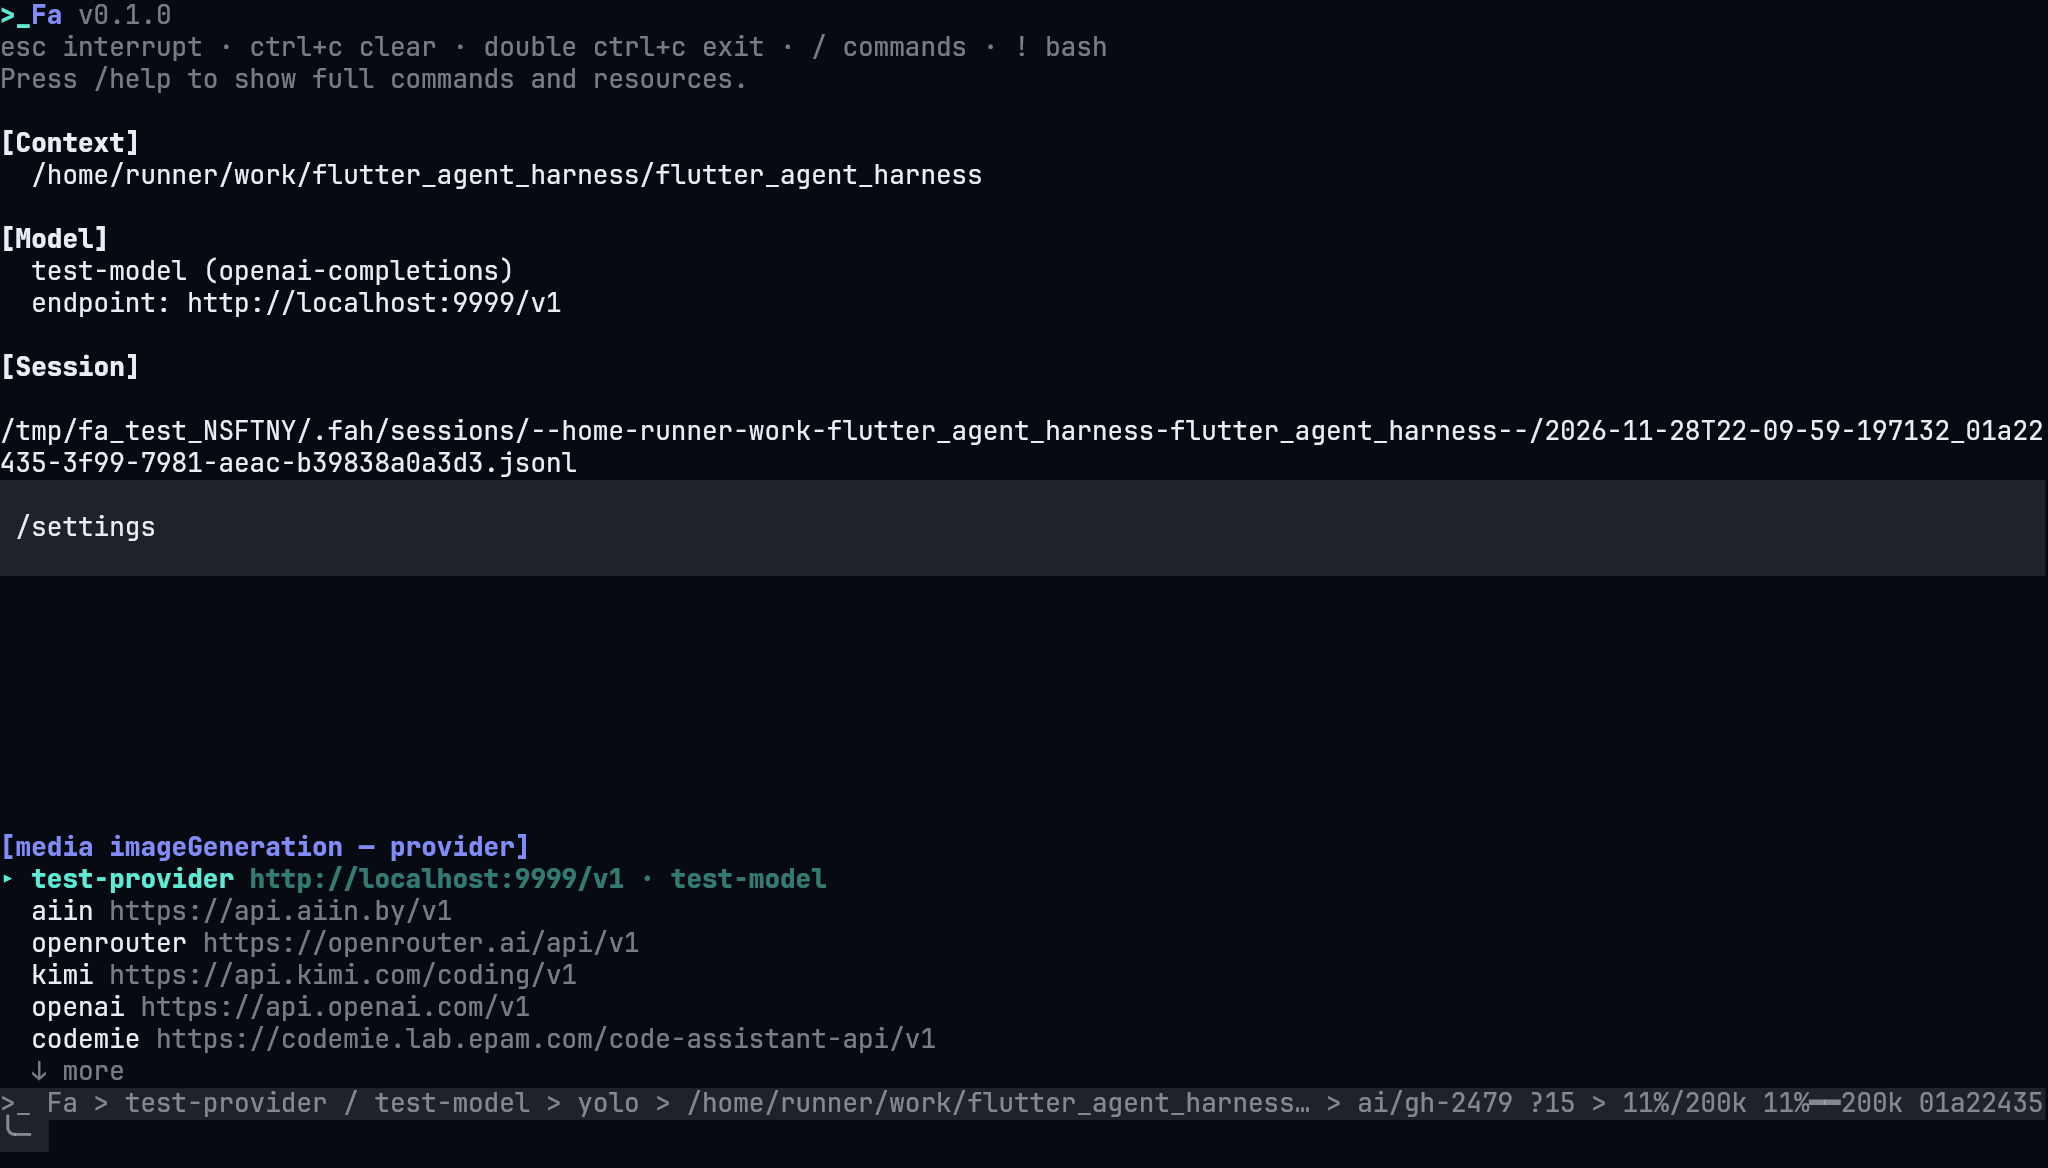 >_Fa v0.1.0
esc interrupt · ctrl+c clear · double ctrl+c exit · / commands · ! bash
Press /help to show full commands and resources.
[Context]
/home/runner/work/flutter_agent_harness/flutter_agent_harness
[Model]
test-model (openai-completions)
endpoint: http://localhost:9999/v1
[Session]
/tmp/fa_test_NSFTNY/.fah/sessions/--home-runner-work-flutter_agent_harness-flutter_agent_harness--/2026-11-28T22-09-59-197132_01a22
435-3f99-7981-aeac-b39838a0a3d3.jsonl
/settings
[media imageGeneration — provider]
▸ test-provider http://localhost:9999/v1 · test-model
aiin https://api.aiin.by/v1
openrouter https://openrouter.ai/api/v1
kimi https://api.kimi.com/coding/v1
openai https://api.openai.com/v1
codemie https://codemie.lab.epam.com/code-assistant-api/v1
↓ more
>_ Fa > test-provider / test-model > yolo > /home/runner/work/flutter_agent_harness… > ai/gh-2479 ?15 > 11%/200k 11%━━200k 01a22435
╰─